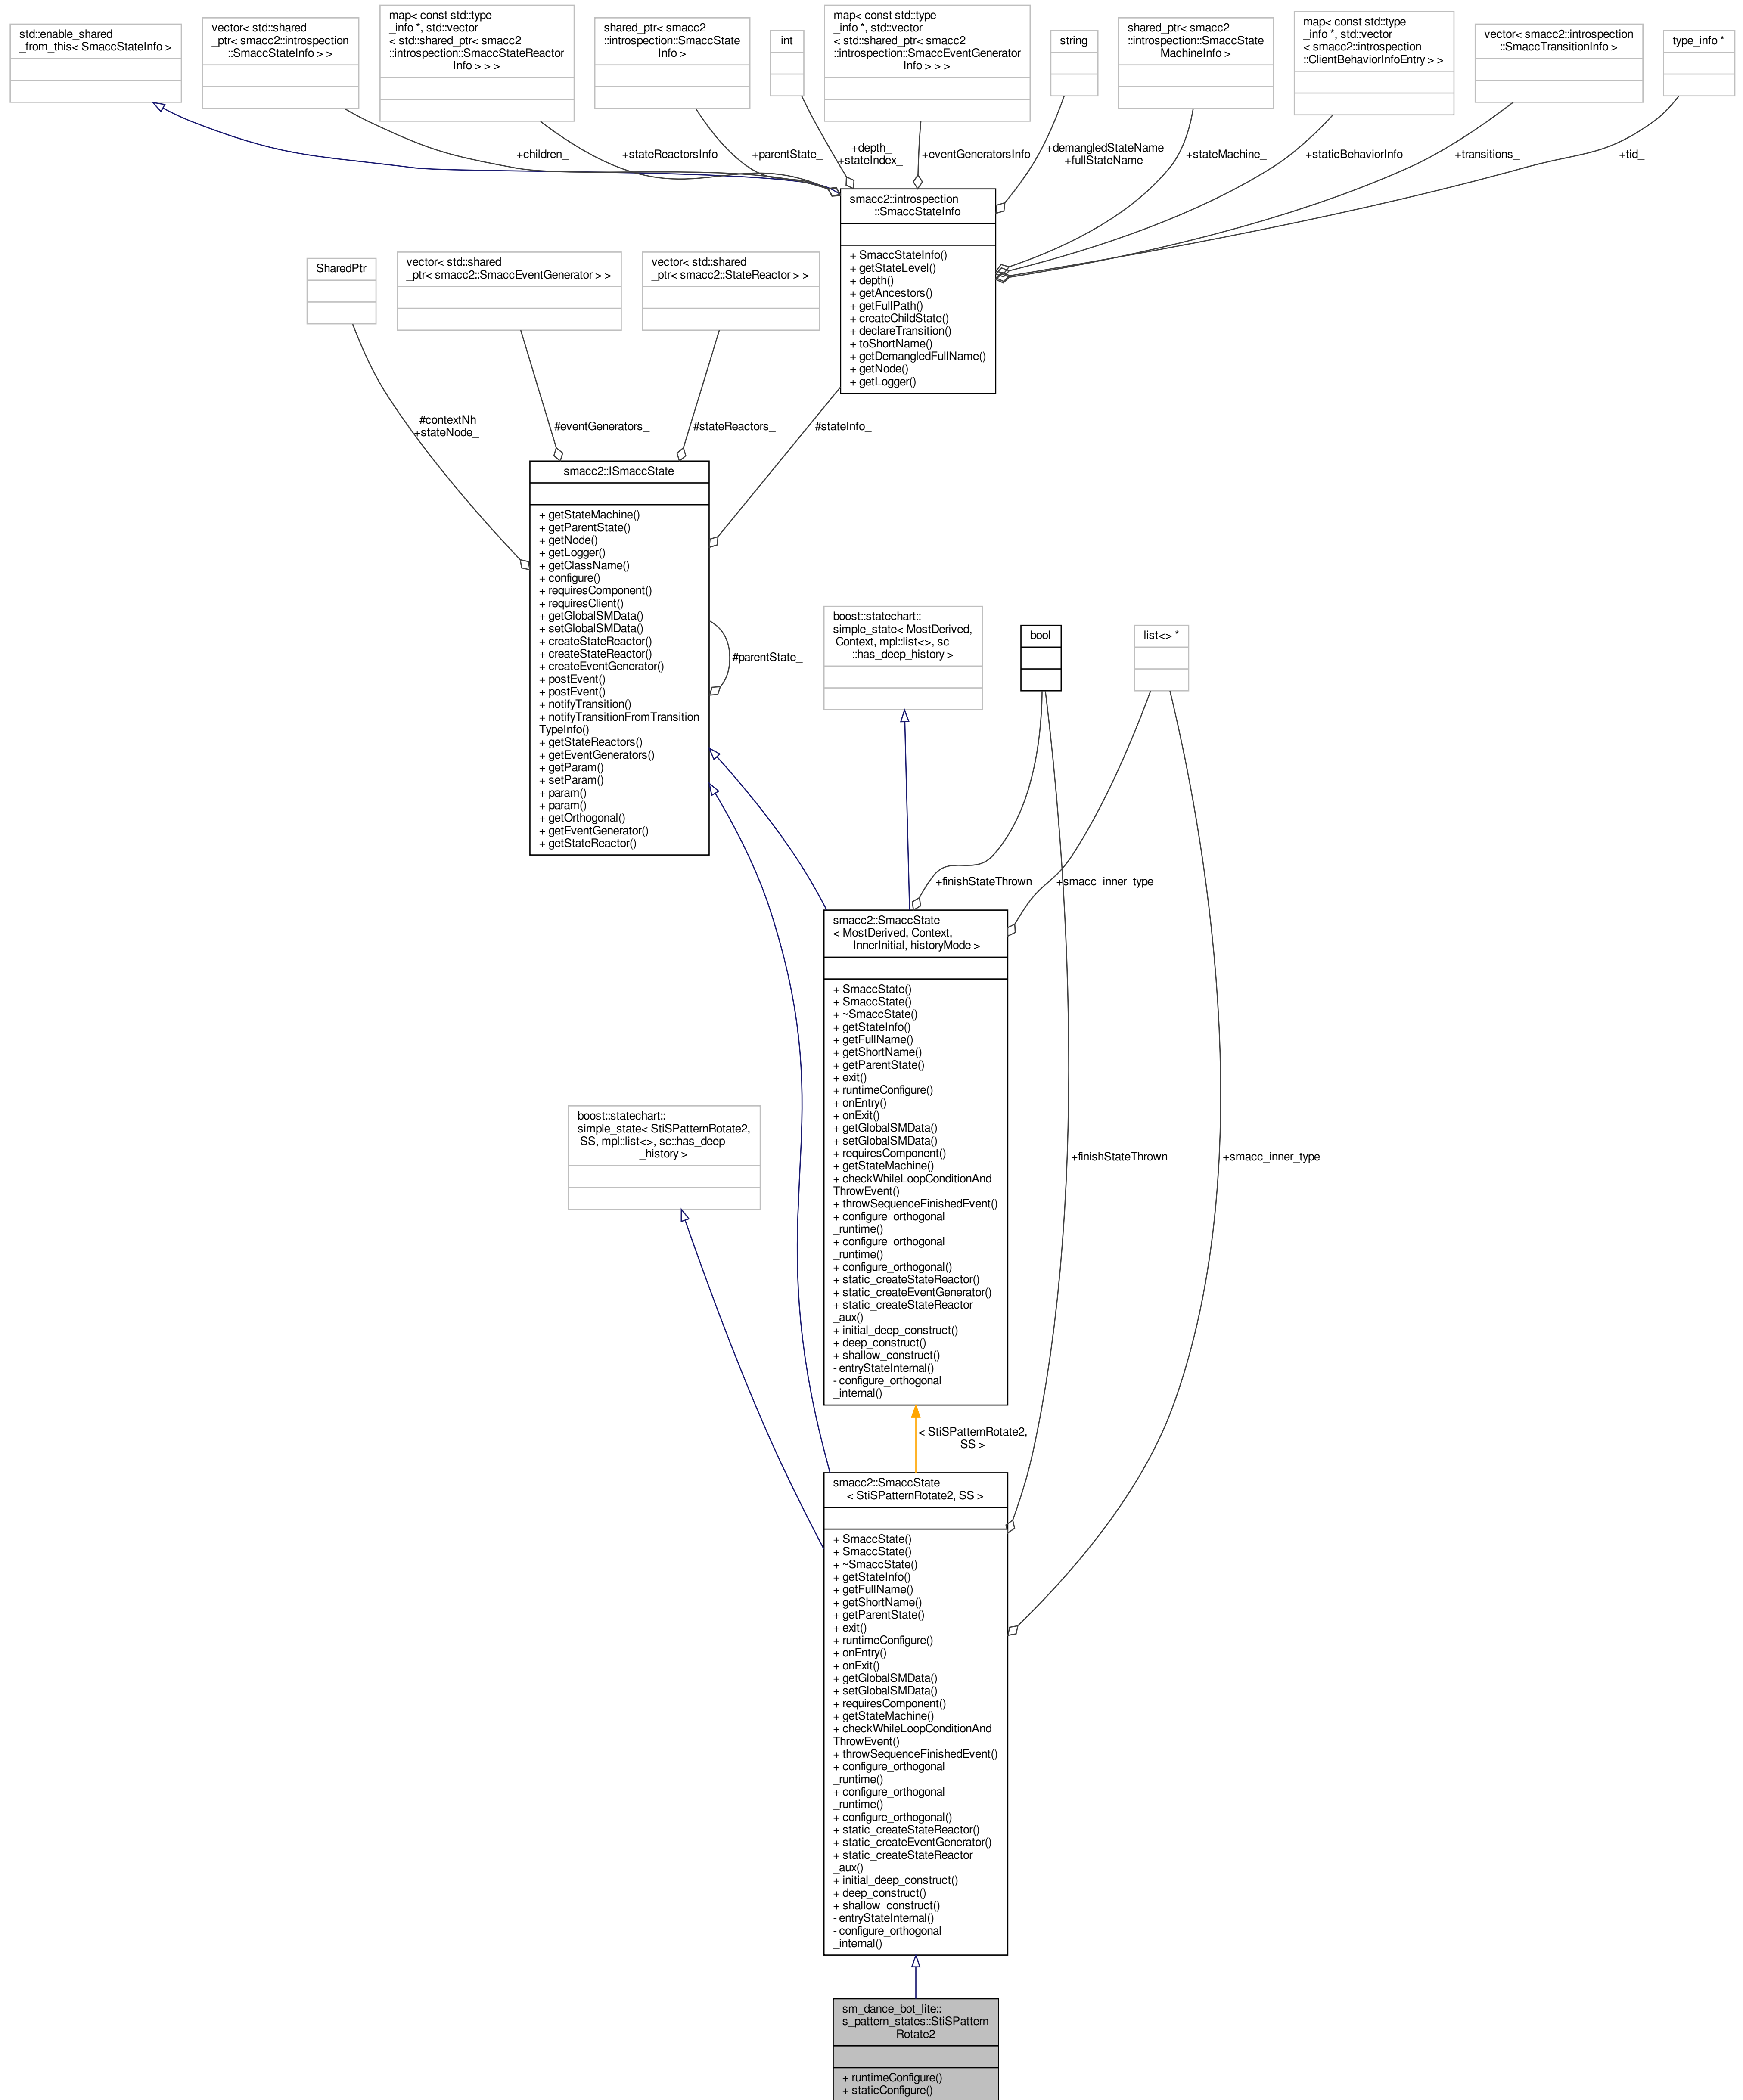 std::enable_shared
_from_this< SmaccStateInfo >
vector< std::shared
_ptr< smacc2::introspection
::SmaccStateInfo > >
map< const std::type
_info *, std::vector
< std::shared_ptr< smacc2
::introspection::SmaccStateReactor
Info > > >
shared_ptr< smacc2
::introspection::SmaccState
Info >
int
map< const std::type
_info *, std::vector
< std::shared_ptr< smacc2
::introspection::SmaccEventGenerator
Info > > >
string
shared_ptr< smacc2
::introspection::SmaccState
MachineInfo >
map< const std::type
_info *, std::vector
< smacc2::introspection
::ClientBehaviorInfoEntry > >
vector< smacc2::introspection
::SmaccTransitionInfo >
type_info *
+children_
+stateReactorsInfo
+parentState_
+depth_
+stateIndex_
+eventGeneratorsInfo
+demangledStateName
+fullStateName
+stateMachine_
+staticBehaviorInfo
+transitions_
+tid_
smacc2::introspection
::SmaccStateInfo
+ SmaccStateInfo()
+ getStateLevel()
+ depth()
+ getAncestors()
+ getFullPath()
+ createChildState()
+ declareTransition()
+ toShortName()
+ getDemangledFullName()
+ getNode()
+ getLogger()
SharedPtr
vector< std::shared
_ptr< smacc2::SmaccEventGenerator > >
vector< std::shared
_ptr< smacc2::StateReactor > >
#contextNh
+stateNode_
#eventGenerators_
#stateReactors_
#stateInfo_
smacc2::ISmaccState
+ getStateMachine()
+ getParentState()
+ getNode()
+ getLogger()
+ getClassName()
+ configure()
+ requiresComponent()
+ requiresClient()
+ getGlobalSMData()
+ setGlobalSMData()
+ createStateReactor()
+ createStateReactor()
+ createEventGenerator()
+ postEvent()
+ postEvent()
+ notifyTransition()
+ notifyTransitionFromTransition
TypeInfo()
+ getStateReactors()
+ getEventGenerators()
+ getParam()
+ setParam()
+ param()
+ param()
+ getOrthogonal()
+ getEventGenerator()
+ getStateReactor()
#parentState_
boost::statechart::
simple_state< MostDerived,
Context, mpl::list<>, sc
::has_deep_history >
bool
list<> *
+finishStateThrown
+smacc_inner_type
smacc2::SmaccState
< MostDerived, Context,
InnerInitial, historyMode >
+ SmaccState()
+ SmaccState()
+ ~SmaccState()
+ getStateInfo()
+ getFullName()
+ getShortName()
+ getParentState()
+ exit()
+ runtimeConfigure()
+ onEntry()
+ onExit()
+ getGlobalSMData()
+ setGlobalSMData()
+ requiresComponent()
+ getStateMachine()
+ checkWhileLoopConditionAnd
ThrowEvent()
+ throwSequenceFinishedEvent()
+ configure_orthogonal
_runtime()
+ configure_orthogonal
_runtime()
+ configure_orthogonal()
+ static_createStateReactor()
+ static_createEventGenerator()
+ static_createStateReactor
_aux()
+ initial_deep_construct()
+ deep_construct()
+ shallow_construct()
- entryStateInternal()
- configure_orthogonal
_internal()
boost::statechart::
simple_state< StiSPatternRotate2,
SS, mpl::list<>, sc::has_deep
_history >
+finishStateThrown
+smacc_inner_type
< StiSPatternRotate2,
SS >
smacc2::SmaccState
< StiSPatternRotate2, SS >
+ SmaccState()
+ SmaccState()
+ ~SmaccState()
+ getStateInfo()
+ getFullName()
+ getShortName()
+ getParentState()
+ exit()
+ runtimeConfigure()
+ onEntry()
+ onExit()
+ getGlobalSMData()
+ setGlobalSMData()
+ requiresComponent()
+ getStateMachine()
+ checkWhileLoopConditionAnd
ThrowEvent()
+ throwSequenceFinishedEvent()
+ configure_orthogonal
_runtime()
+ configure_orthogonal
_runtime()
+ configure_orthogonal()
+ static_createStateReactor()
+ static_createEventGenerator()
+ static_createStateReactor
_aux()
+ initial_deep_construct()
+ deep_construct()
+ shallow_construct()
- entryStateInternal()
- configure_orthogonal
_internal()
sm_dance_bot_lite::
s_pattern_states::StiSPattern
Rotate2
+ runtimeConfigure()
+ staticConfigure()